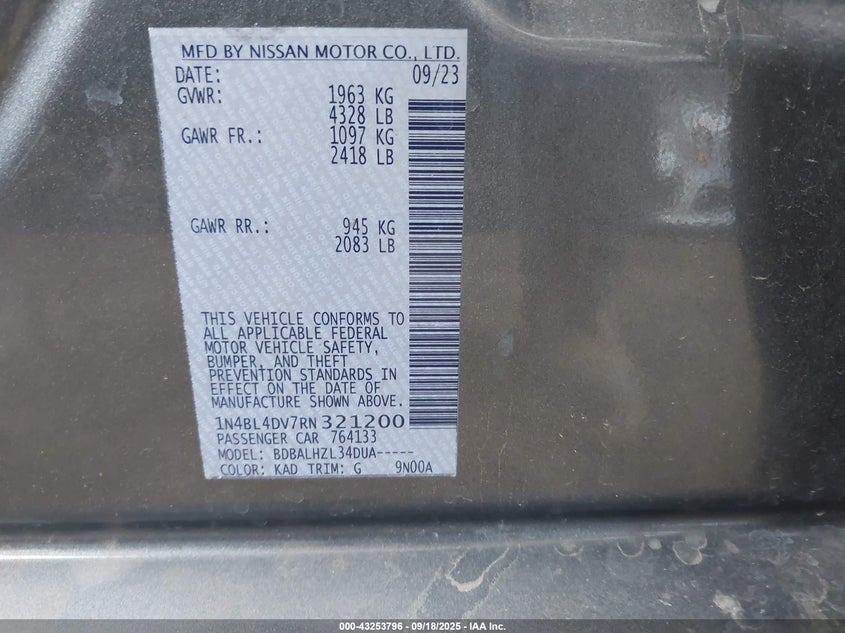 MFD BY NISSAN MOTOR CO., LTD.
DATE: 09/23
GVWR: 1963 KG
4328 LB
GAWR FR.: 1097 KG
2418 LB
GAWR RR.: 945 KG
2083 LB
THIS VEHICLE CONFORMS TO
ALL APPLICABLE FEDERAL
MOTOR VEHICLE SAFETY,
BUMPER, AND THEFT
PREVENTION STANDARDS IN
EFFECT ON THE DATE OF
MANUFACTURE SHOWN ABOVE.
1N4BL4DV7RN321200
PASSENGER CAR 764133
MODEL: BDBALHZL34DUA-----
COLOR: KAD TRIM: G 9N00A
000-43253796 - 09/18/2025 - IAA Inc.